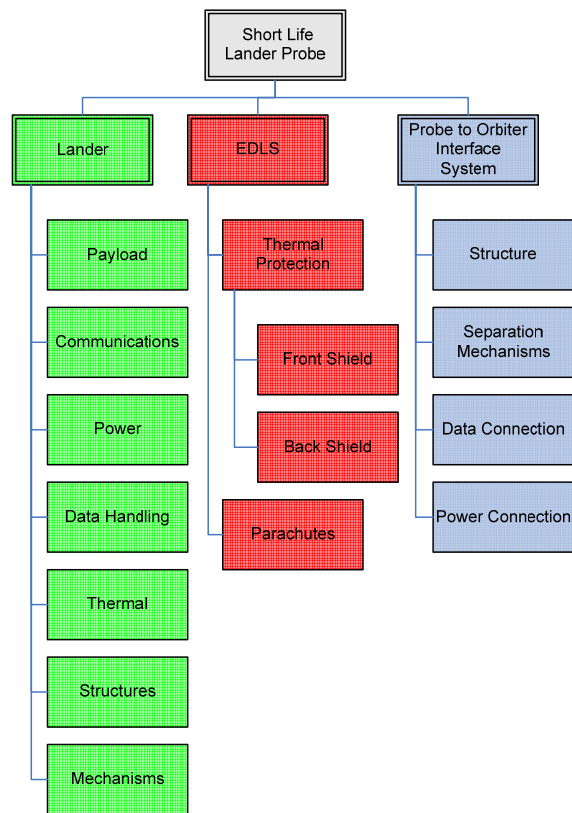 Short Life
Lander Probe
Lander
EDLS
Probe to Orbiter
Interface
System
Payload
Communications
Power
Data Handling
Thermal
Structures
Mechanisms
Thermal
Protection
Front Shield
Back Shield
Parachutes
Structure
Separation
Mechanisms
Data Connection
Power Connection